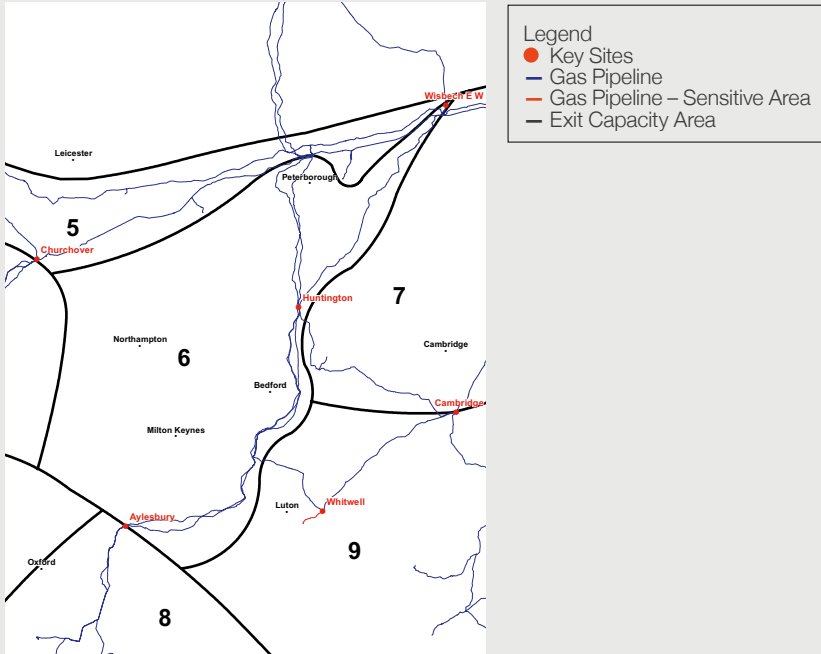 Legend
Key Sites
Gas Pipeline
Gas Pipeline – Sensitive Area
Exit Capacity Area
Wisbech E W
Leicester
Peterborough
5
Churchover
7
Huntington
Northampton
6
Cambridge
Bedford
Cambridge
Milton Keynes
Luton
Whitwell
Aylesbury
9
Oxford
8